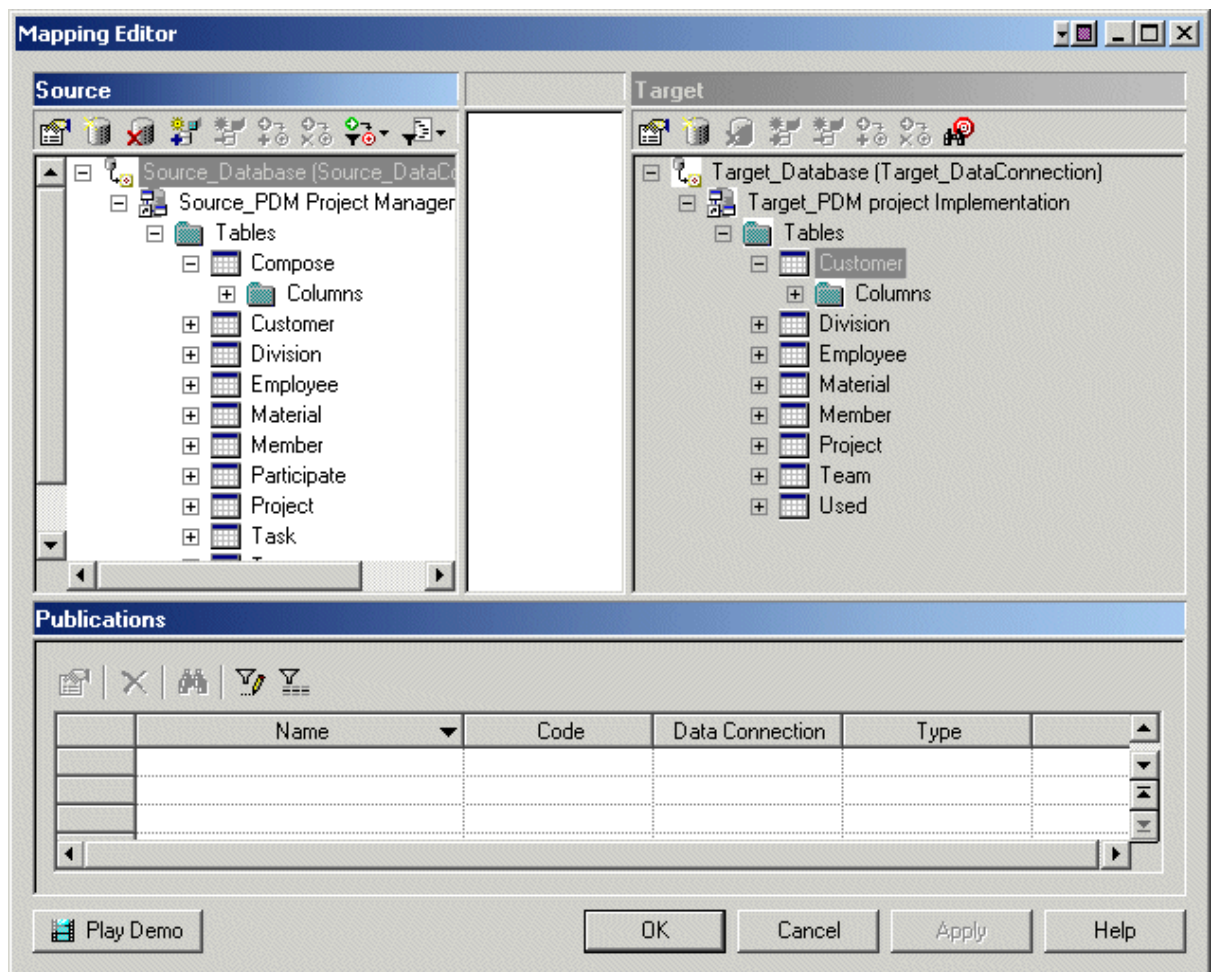 Mapping Editor
Source
Target
Source_Database (Source_DataCo
Source_PDM Project Manager
Tables
Compose
Columns
Customer
Division
Employee
Material
Member
Participate
Project
Task
Target_Database (Target_DataConnection)
Target_PDM project Implementation
Tables
Customer
Columns
Division
Employee
Material
Member
Project
Team
Used
Publications
Name Code Data Connection Type
Play Demo OK Cancel Apply Help